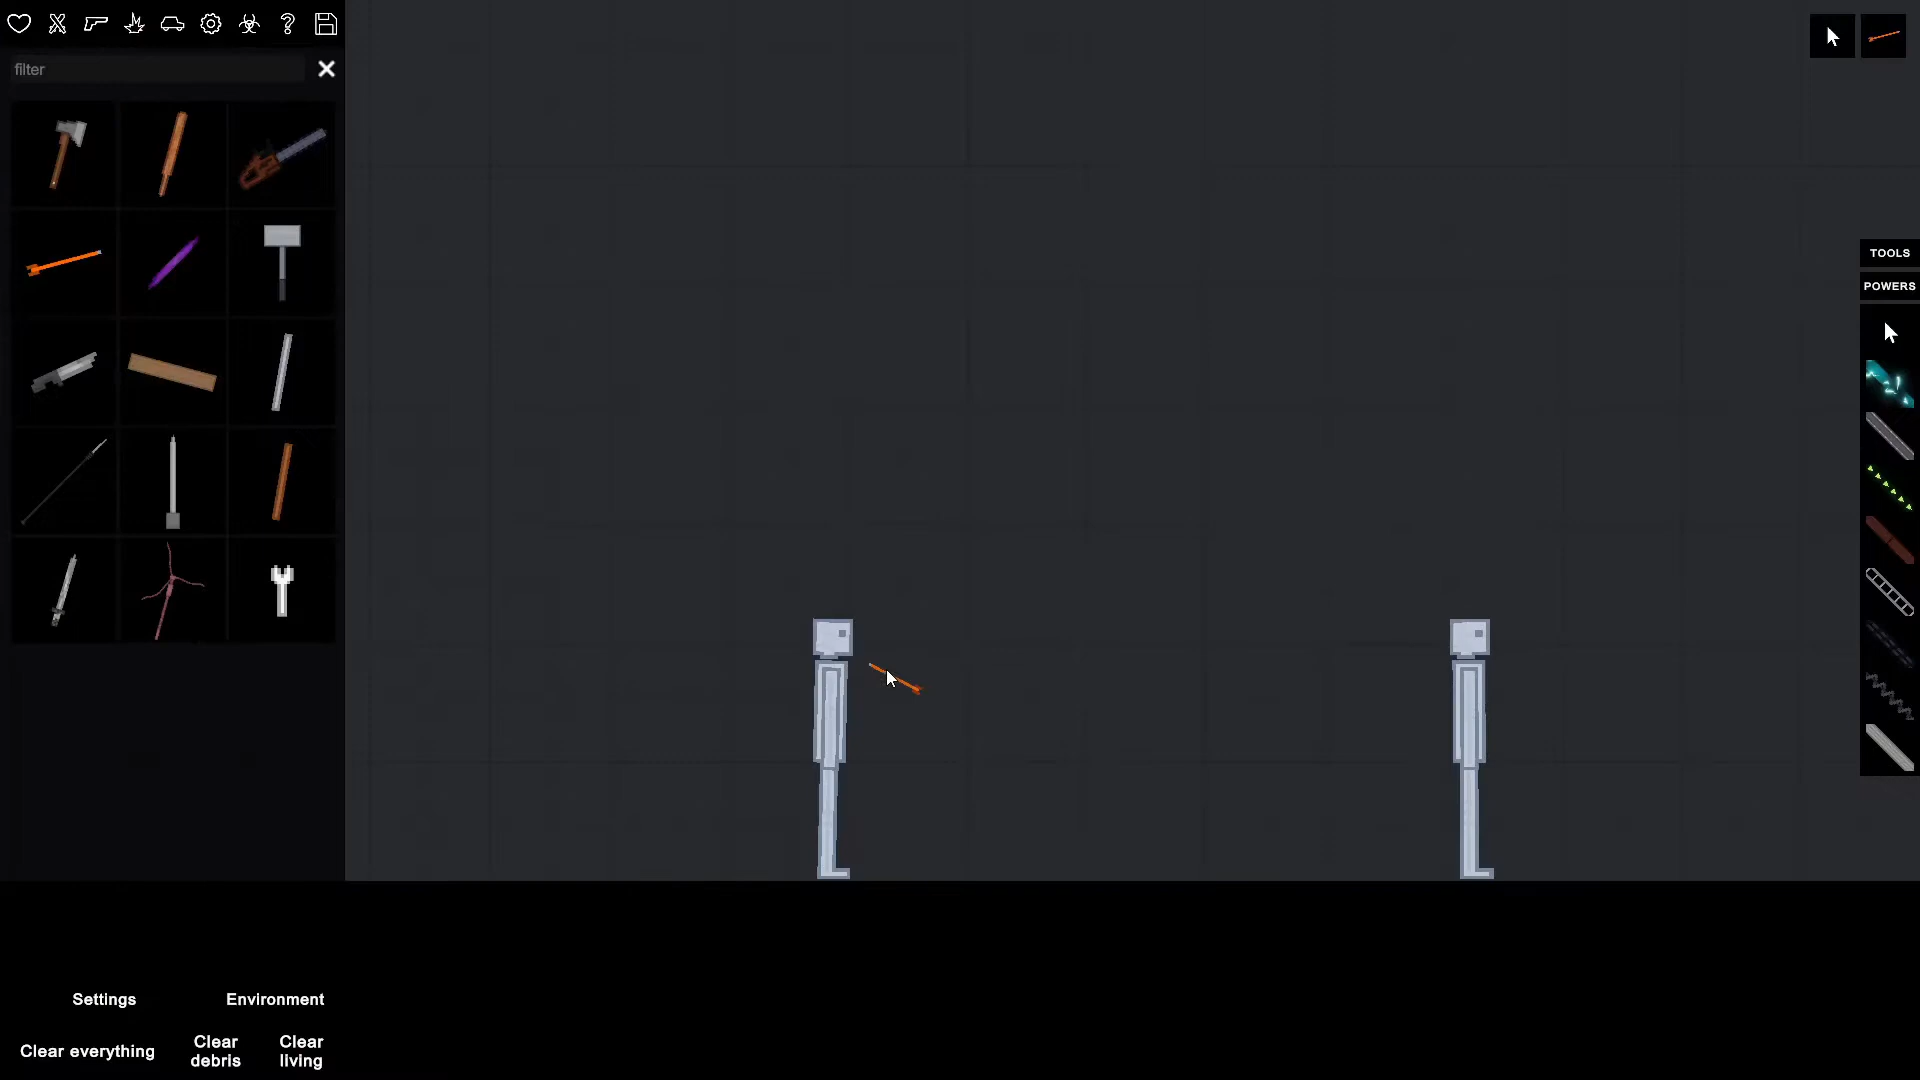 filter
TOOLS
POWERS
Settings
Environment
Clear everything
Clear
debris
Clear
living